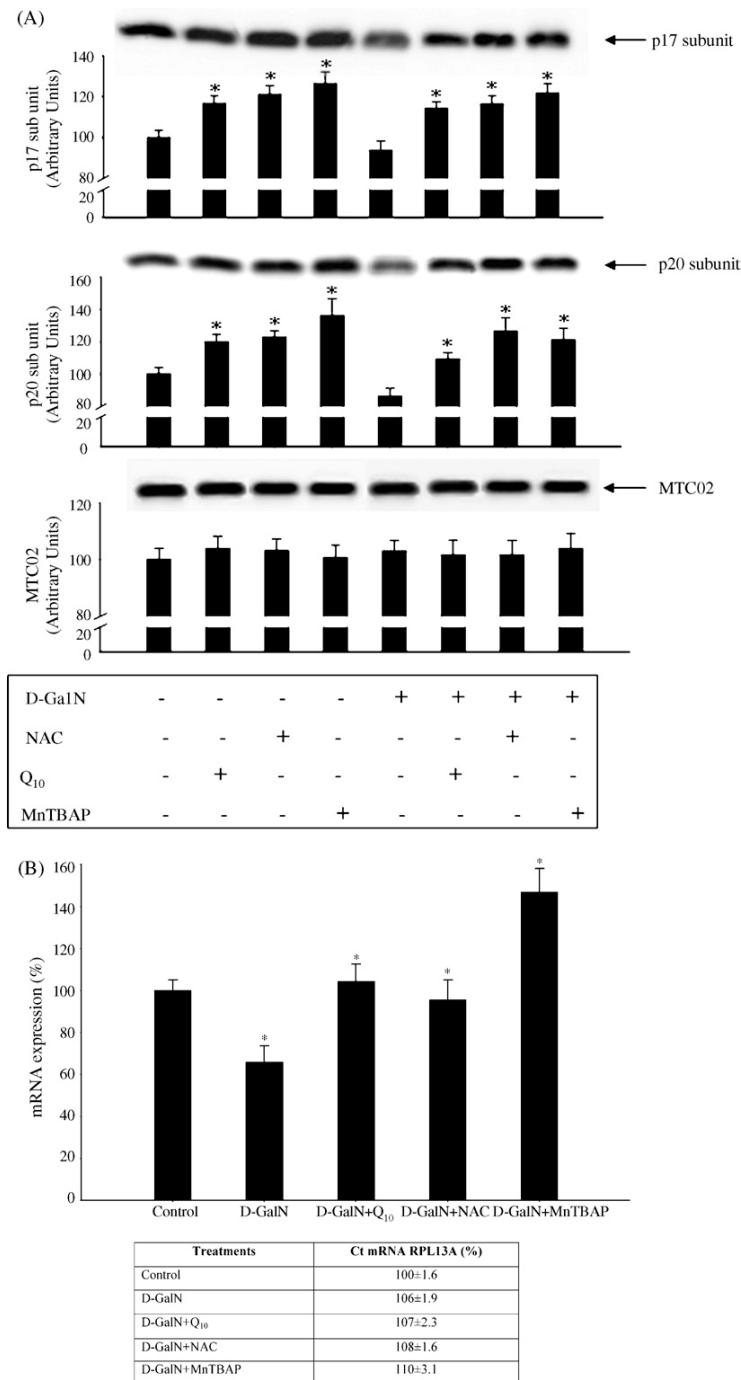 (A)
p17 subunit
p17 sub unit
(Arbitrary Units)
140
120
100
80
20
0
* * * * * *
p20 subunit
p20 sub unit
(Arbitrary Units)
160
140
120
100
80
20
0
* * * * * *
MTC02
MTC02
(Arbitrary Units)
120
100
80
20
0
D-Ga1N - - - - + + + +
NAC - - + - - - + -
Q10 - + - - - + - -
MnTBAP - - - + - - - +
(B)
mRNA expression (%)
160
140
120
100
80
60
40
20
0
* * * *
Control D-GalN D-GalN+Q10 D-GalN+NAC D-GalN+MnTBAP
Treatments Ct mRNA RPL13A (%)
Control 100±1.6
D-GalN 106±1.9
D-GalN+Q10 107±2.3
D-GalN+NAC 108±1.6
D-GalN+MnTBAP 110±3.1